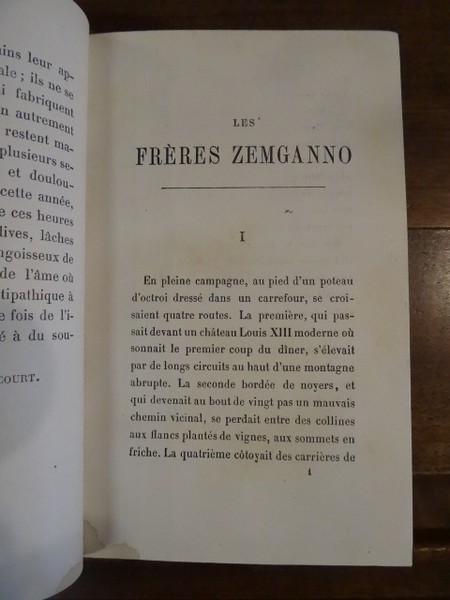 ins leur ap-
ale ; ils ne se
i fabriquent
n autrement
restent ma-
plusieurs se-
et doulou-
cette année,
e ces heures
lives, lâches
ngoisseux de
de l'âme où
tipathique à
e fois de l'i-
é à du sou-
COURT.
LES
FRÈRES ZEMGANNO
I
En pleine campagne, au pied d'un poteau
d'octroi dressé dans un carrefour, se croi-
saient quatre routes. La première, qui pas-
sait devant un château Louis XIII moderne où
sonnait le premier coup du dîner, s'élevait
par de longs circuits au haut d'une montagne
abrupte. La seconde bordée de noyers, et
qui devenait au bout de vingt pas un mauvais
chemin vicinal, se perdait entre des collines
aux flancs plantés de vignes, aux sommets en
friche. La quatrième côtoyait des carrières de
1